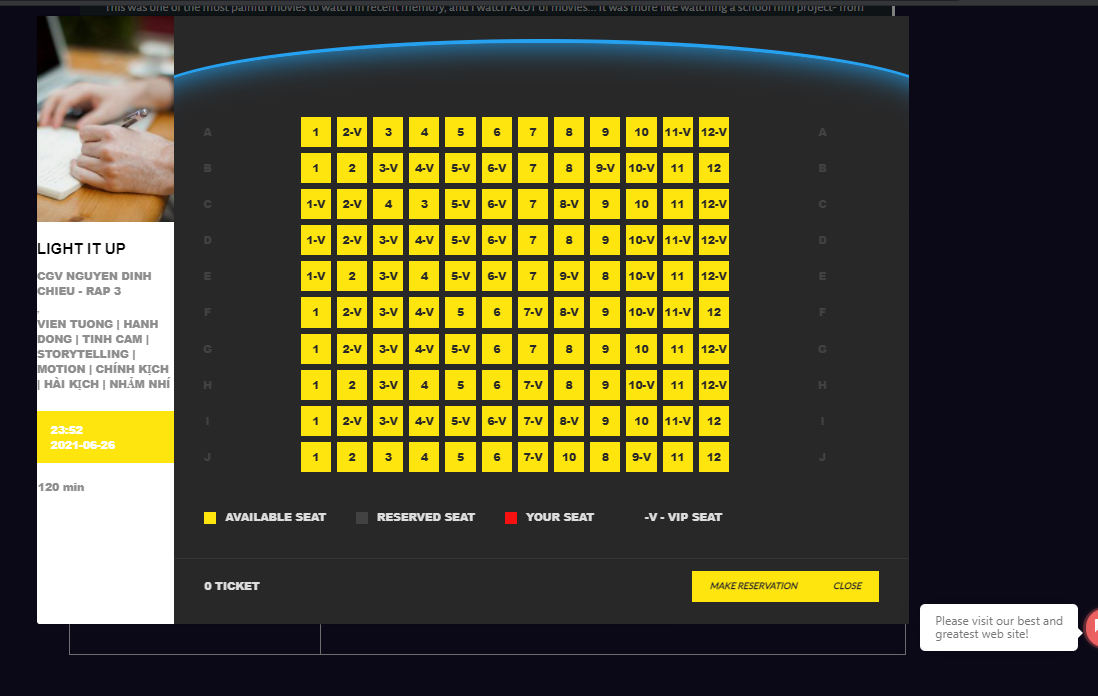 This was one of the most painful movies to watch in recent memory, and I watch ALOT of movies... It was more like watching a school film project- from
A 1 2-V 3 4 5 6 7 8 9 10 11-V 12-V A
B 1 2 3-V 4-V 5-V 6-V 7 8 9-V 10-V 11 12 B
C 1-V 2-V 4 3 5-V 6-V 7 8-V 9 10 11 12-V C
D 1-V 2-V 3-V 4-V 5-V 6-V 7 8 9 10-V 11-V 12-V D
E 1-V 2 3-V 4 5-V 6-V 7 9-V 8 10-V 11 12-V E
F 1 2-V 3-V 4-V 5 6 7-V 8-V 9 10-V 11-V 12 F
G 1 2-V 3-V 4-V 5-V 6 7 8 9 10 11 12-V G
H 1 2 3-V 4 5 6 7-V 8 9 10-V 11 12-V H
I 1 2-V 3-V 4-V 5-V 6-V 7-V 8-V 9 10 11-V 12 I
J 1 2 3 4 5 6 7-V 10 8 9-V 11 12 J
LIGHT IT UP
CGV NGUYEN DINH
CHIEU - RAP 3
,
VIEN TUONG | HANH
DONG | TINH CAM |
STORYTELLING |
MOTION | CHÍNH KỊCH
| HÀI KỊCH | NHẢM NHÍ
23:52
2021-06-26
120 min
AVAILABLE SEAT RESERVED SEAT YOUR SEAT -V - VIP SEAT
0 TICKET
MAKE RESERVATION CLOSE
Please visit our best and
greatest web site!